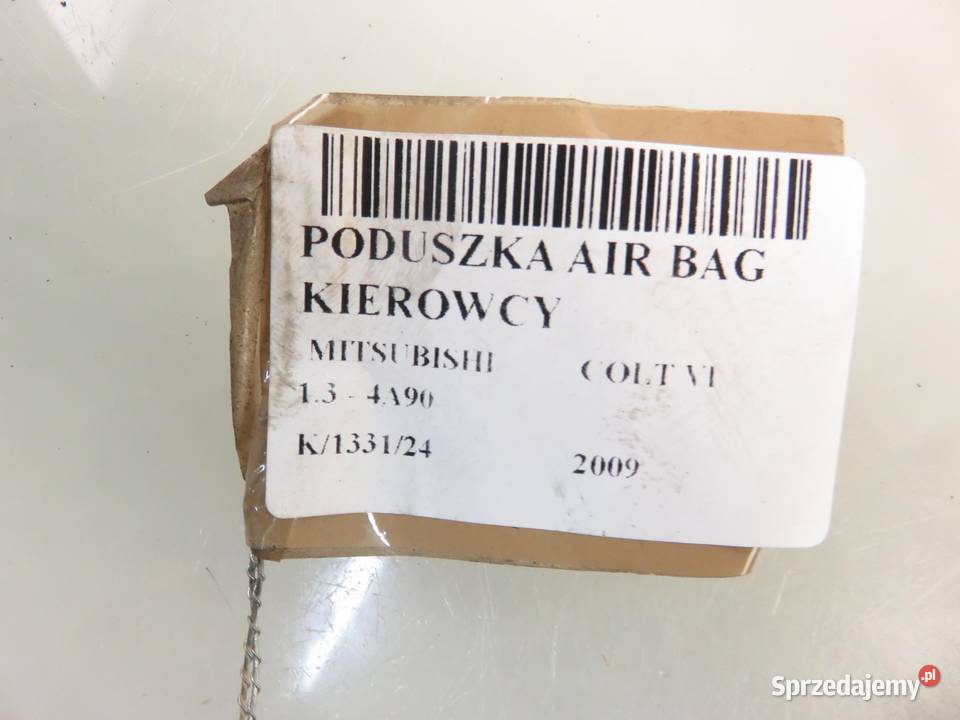 PODUSZKA AIR BAG
KIEROWCY
MITSUBISHI COLT VI
1.3 - 4A90
K/1331/24 2009
Sprzedajemy.pl